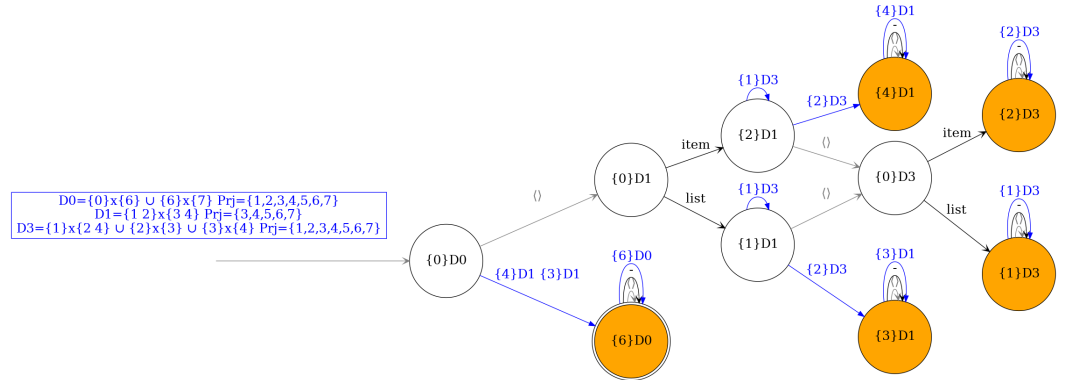 {4}D1
-
⟨⟩
{2}D3
-
⟨⟩
{1}D3
{2}D3
{4}D1
{2}D3
item
⟨⟩
item
{2}D1
{0}D1
{0}D3
⟨⟩
list
{1}D3
⟨⟩
{1}D3
-
⟨⟩
list
D0={0}x{6} ∪ {6}x{7} Prj={1,2,3,4,5,6,7}
D1={1 2}x{3 4} Prj={3,4,5,6,7}
D3={1}x{2 4} ∪ {2}x{3} ∪ {3}x{4} Prj={1,2,3,4,5,6,7}
{1}D1
{0}D0
{2}D3
{3}D1
-
⟨⟩
{1}D3
{4}D1 {3}D1
{6}D0
-
⟨⟩
{3}D1
{6}D0